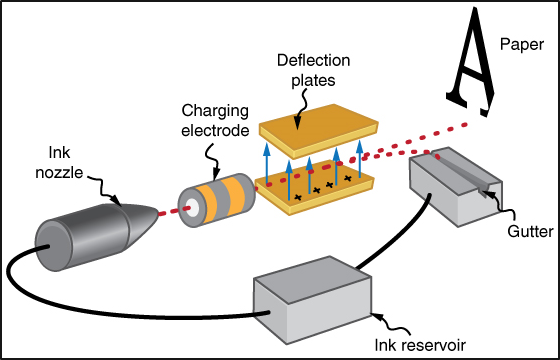 A
Paper
Deflection
plates
Charging
electrode
Ink
nozzle
+ + + +
Gutter
Ink reservoir